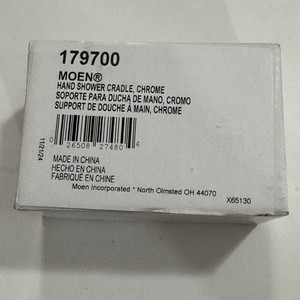 179700
MOEN®
HAND SHOWER CRADLE, CHROME
SOPORTE PARA DUCHA DE MANO, CROMO
SUPPORT DE DOUCHE À MAIN, CHROME
0 26508 27480 4
11/21/24
MADE IN CHINA
HECHO EN CHINA
FABRIQUÉ EN CHINE
Moen Incorporated * North Olmsted OH 44070
X65130